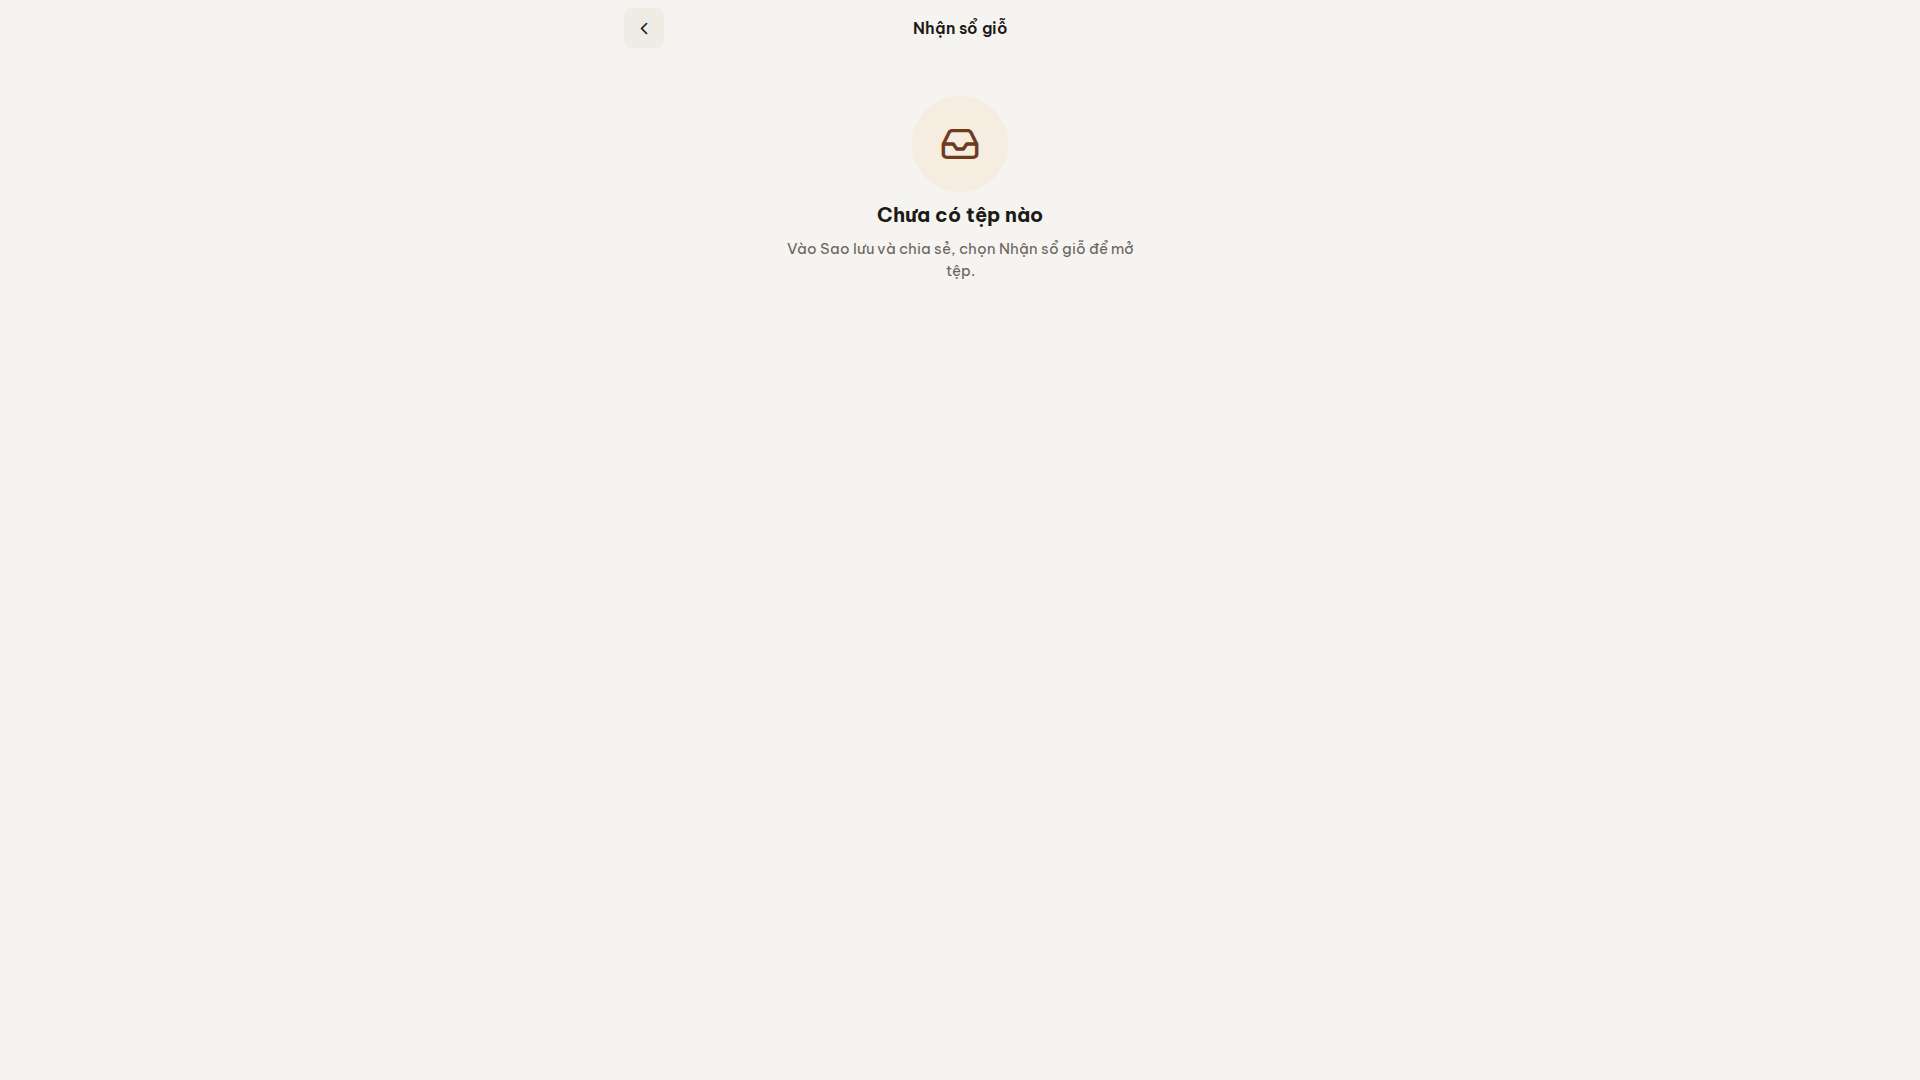 Nhận sổ giỗ
Chưa có tệp nào
Vào Sao lưu và chia sẻ, chọn Nhận sổ giỗ để mở
tệp.